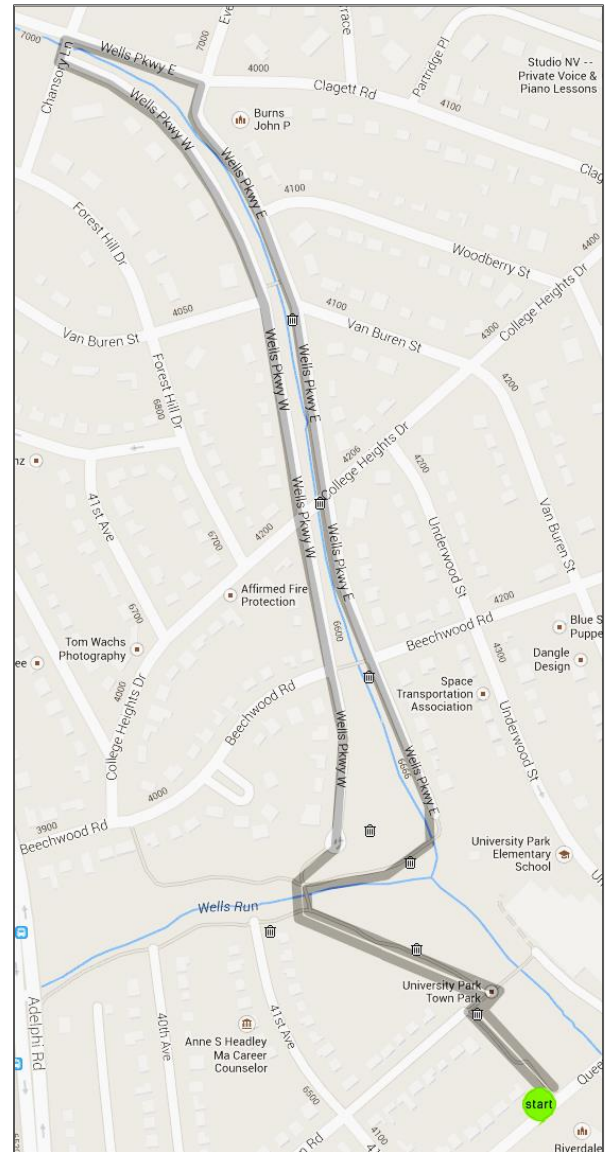 7000
Chansory Ln
Wells Pkwy E
Wells Pkwy W
7000
4000
Clagett Rd
Partridge Pl
4100
Studio NV --
Private Voice &
Piano Lessons
Burns
John P
Wells Pkwy E
4100
Woodberry St
4400
College Heights Dr
4300
Forest Hill Dr
4050
Van Buren St
4100
Van Buren St
4200
Wells Pkwy W
Wells Pkwy E
Forest Hill Dr
6800
4206
College Heights Dr
4200
Van Buren St
41st Ave
6700
4200
Wells Pkwy W
Wells Pkwy E
Underwood St
Affirmed Fire
Protection
6700
6600
Beechwood Rd
4200
4300
Tom Wachs
Photography
4000
College Heights Dr
Beechwood Rd
Space
Transportation
Association
Dangle
Design
Underwood St
Wells Pkwy W
6666
Wells Pkwy E
4000
3900
Beechwood Rd
University Park
Elementary
School
Wells Run
University Park
Town Park
Adelphi Rd
40th Ave
Anne S Headley
Ma Career
Counselor
41st Ave
6500
4100
start
Riverdale